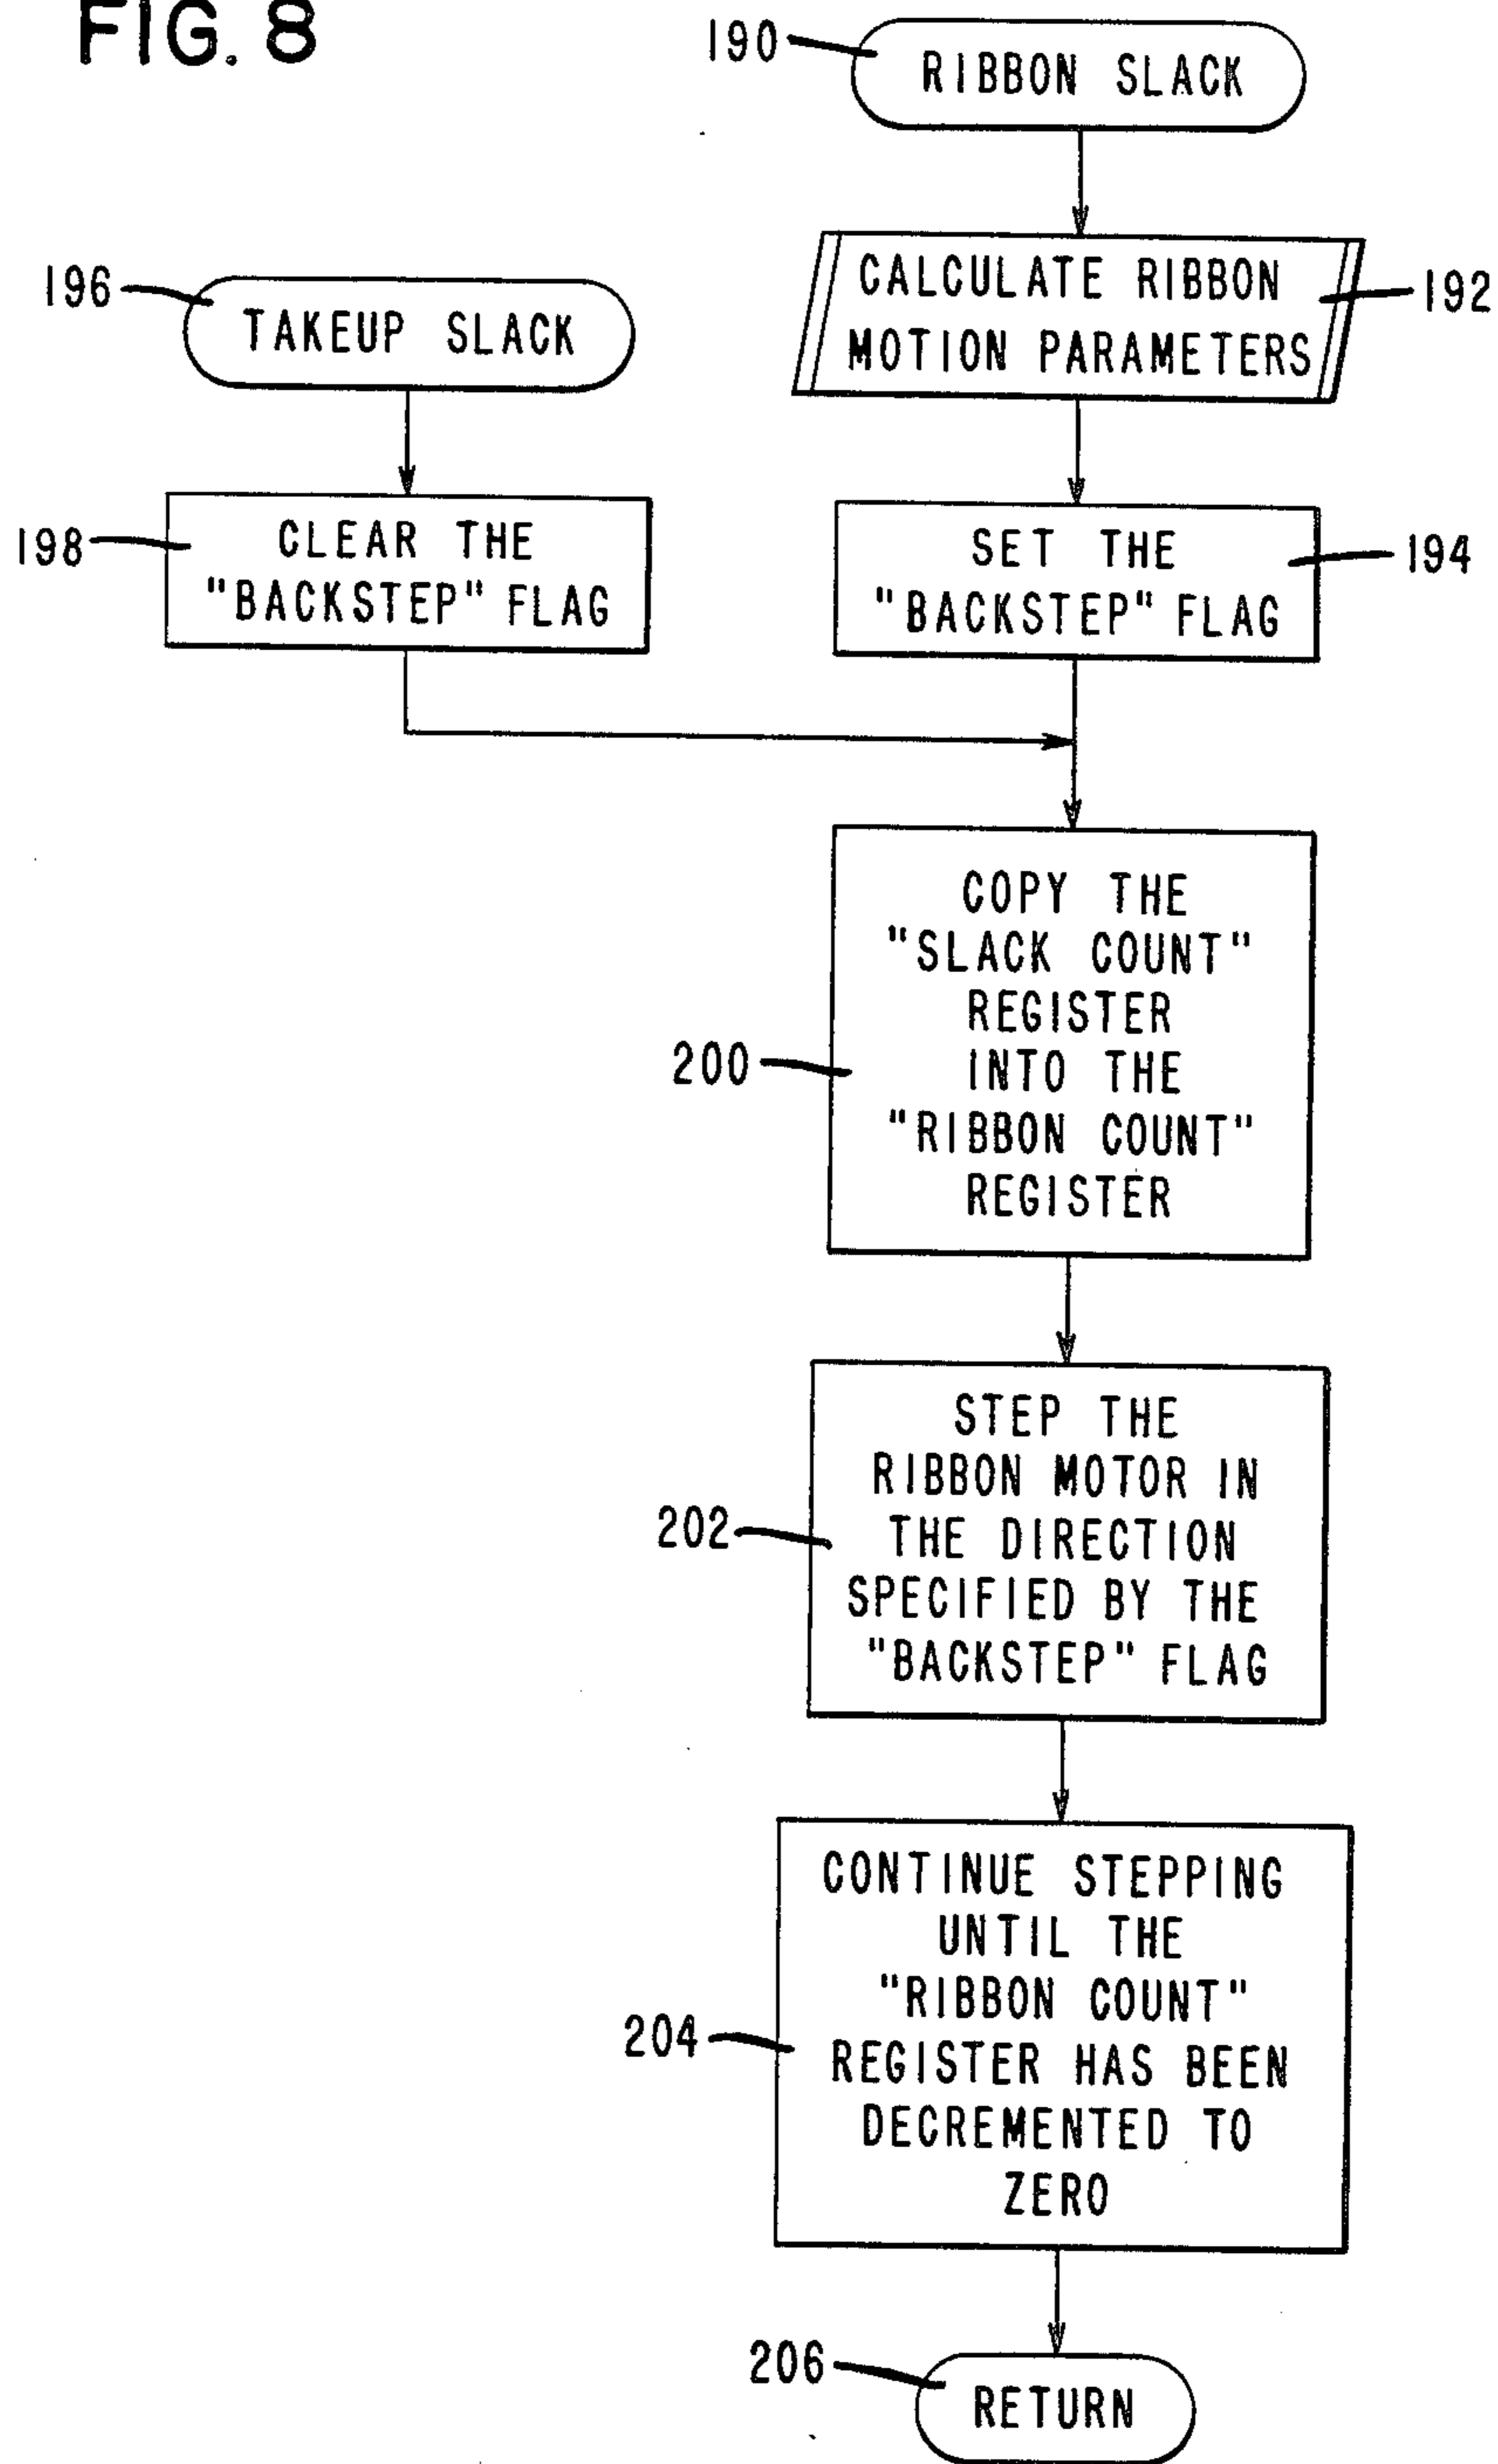 FIG. 8
190
RIBBON SLACK
CALCULATE RIBBON
MOTION PARAMETERS
192
196
TAKEUP SLACK
198
CLEAR THE
"BACKSTEP" FLAG
SET THE
"BACKSTEP" FLAG
194
200
COPY THE
"SLACK COUNT"
REGISTER
INTO THE
"RIBBON COUNT"
REGISTER
202
STEP THE
RIBBON MOTOR IN
THE DIRECTION
SPECIFIED BY THE
"BACKSTEP" FLAG
204
CONTINUE STEPPING
UNTIL THE
"RIBBON COUNT"
REGISTER HAS BEEN
DECREMENTED TO
ZERO
206
RETURN